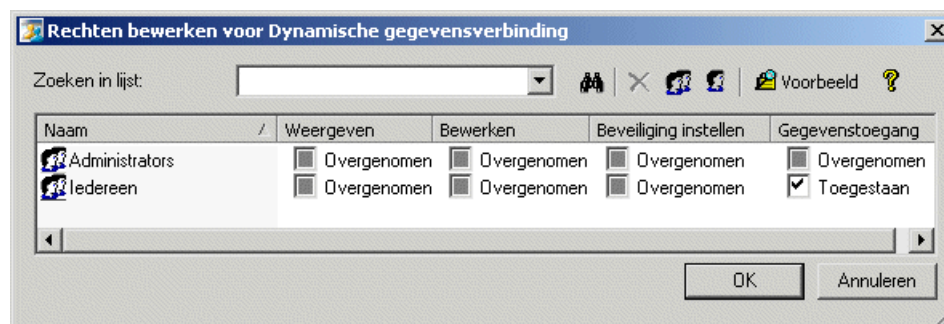 Rechten bewerken voor Dynamische gegevensverbinding
Zoeken in lijst: Voorbeeld
Naam Weergeven Bewerken Beveiliging instellen Gegevenstoegang
Administrators Overgenomen Overgenomen Overgenomen Overgenomen
Iedereen Overgenomen Overgenomen Overgenomen Toegestaan
OK Annuleren